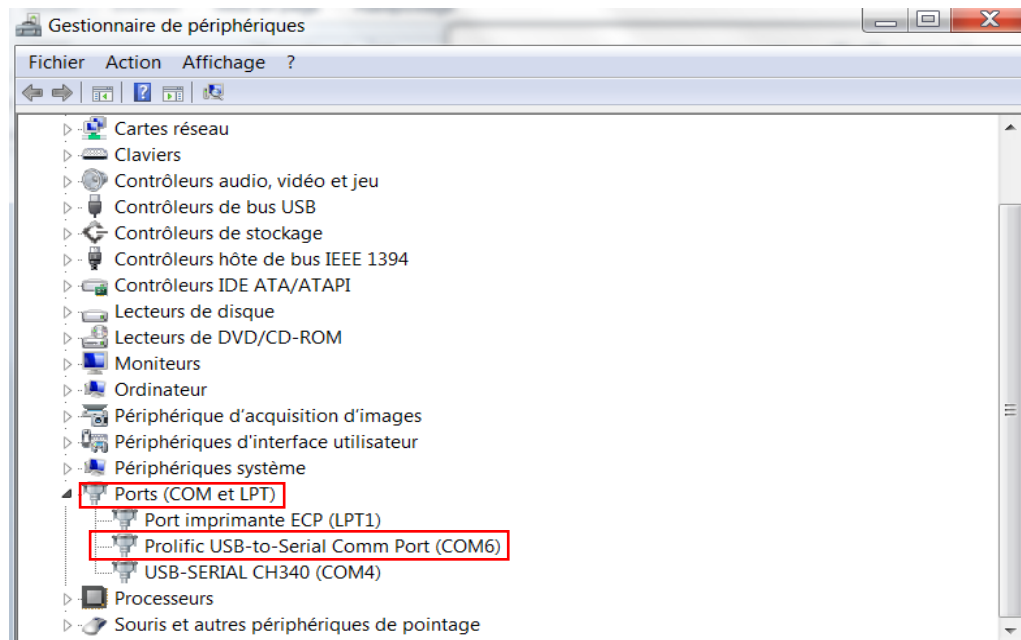 Gestionnaire de périphériques
Fichier Action Affichage ?
Cartes réseau
Claviers
Contrôleurs audio, vidéo et jeu
Contrôleurs de bus USB
Contrôleurs de stockage
Contrôleurs hôte de bus IEEE 1394
Contrôleurs IDE ATA/ATAPI
Lecteurs de disque
Lecteurs de DVD/CD-ROM
Moniteurs
Ordinateur
Périphérique d'acquisition d'images
Périphériques d'interface utilisateur
Périphériques système
Ports (COM et LPT)
Port imprimante ECP (LPT1)
Prolific USB-to-Serial Comm Port (COM6)
USB-SERIAL CH340 (COM4)
Processeurs
Souris et autres périphériques de pointage